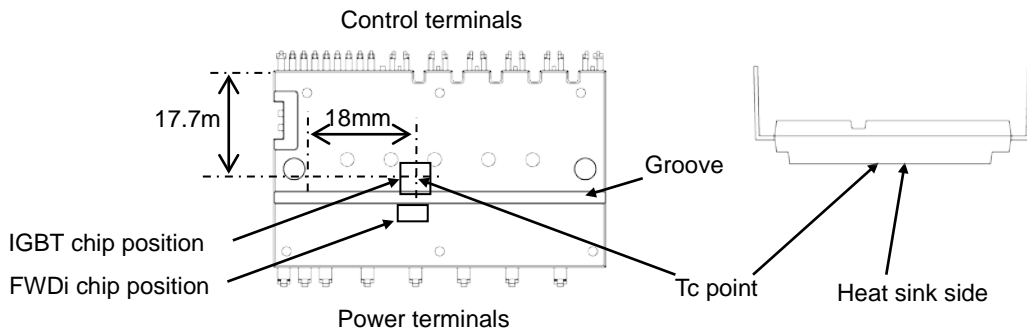 Control terminals
17.7m
18mm
Groove
IGBT chip position
FWDi chip position
Tc point
Heat sink side
Power terminals